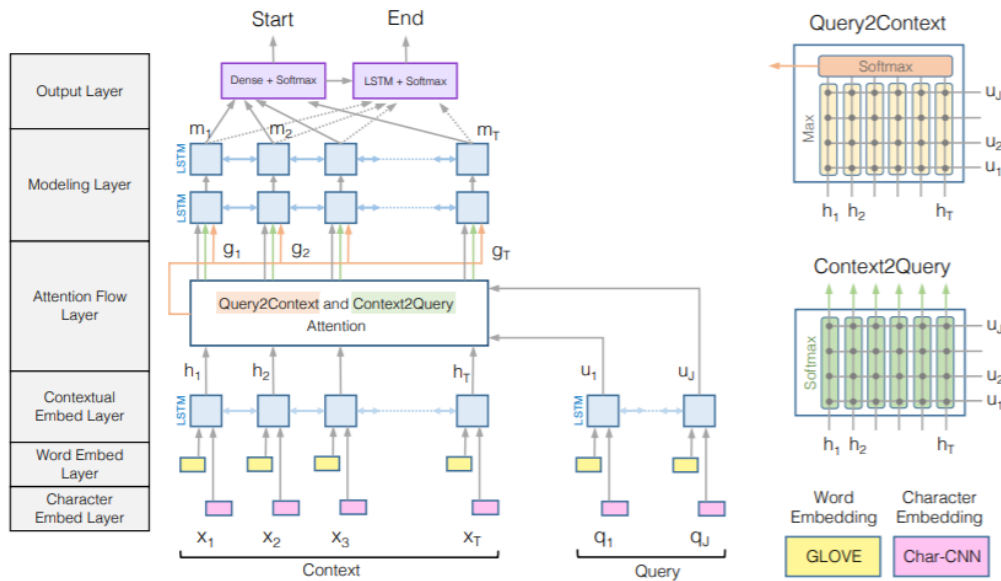 Start
End
Query2Context
Output Layer
Dense + Softmax
LSTM + Softmax
Softmax
Max
u_J
u_2
u_1
h_1
h_2
h_T
m_1
m_2
m_T
Modeling Layer
LSTM
LSTM
g_1
g_2
g_T
Attention Flow
Layer
Query2Context and Context2Query
Attention
Context2Query
Softmax
u_J
u_2
u_1
h_1
h_2
h_T
h_1
h_2
h_T
u_1
u_J
Contextual
Embed Layer
LSTM
LSTM
Word Embed
Layer
Character
Embed Layer
x_1
x_2
x_3
x_T
q_1
q_J
Context
Query
Word
Embedding
Character
Embedding
GLOVE
Char-CNN